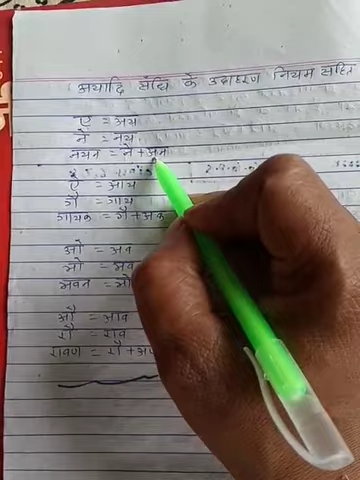 अयादि संधि के उदाहरण नियम सहित
ए = अय
ने = नय
नयन = ने + अन
ऐ = आय
गै = गाय
गायक = गै + अक
ओ = अव
भो = भव
भवन = भो
औ = आव
रौ = राव
रावण = रौ + अण